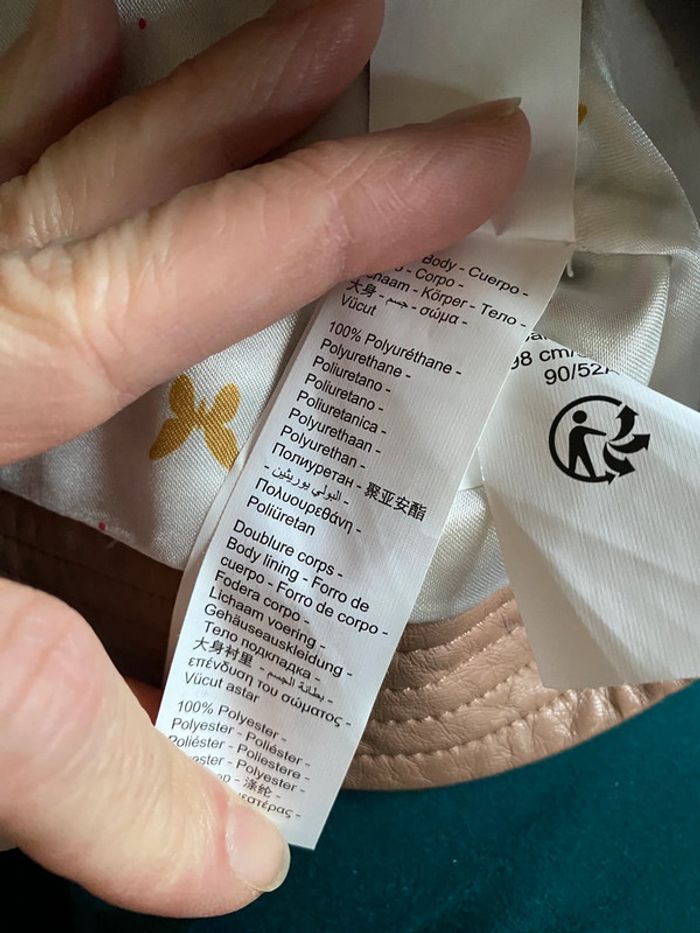 Body - Cuerpo -
- Corpo -
- Körper - Тело -
大身 - جسم - σώμα -
Vücut
100% Polyuréthane -
Polyurethane -
Poliuretano -
Poliuretano -
Poliuretanica -
Polyurethaan -
Polyurethan -
Полиуретан - 聚亚安酯
- البولي يوريثين -
Πολυουρεθάνη -
Poliüretan
Doublure corps -
Body lining - Forro de
cuerpo - Forro de corpo -
Fodera corpo -
Lichaam voering -
Gehäuseauskleidung -
Тело подкладка -
大身衬里 - بطانة الجسم -
επένδυση του σώματος -
Vücut astar
100% Polyester -
Polyester - Poliéster -
Poliéster - Poliestere -
- Polyester -
- 涤纶 -
98 cm/
90/52